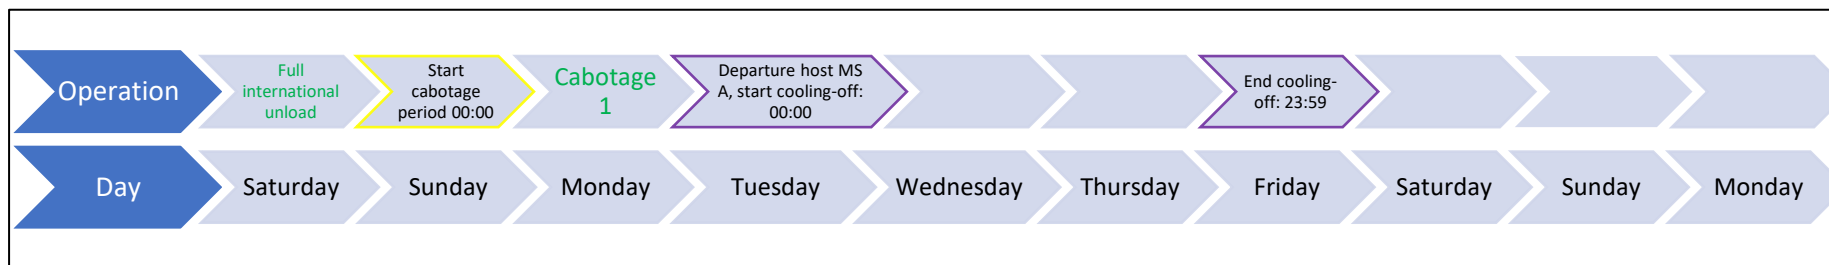 Operation
Full
international
unload
Start
cabotage
period 00:00
Cabotage
1
Departure host MS
A, start cooling-off:
00:00
End cooling-
off: 23:59
Day
Saturday
Sunday
Monday
Tuesday
Wednesday
Thursday
Friday
Saturday
Sunday
Monday